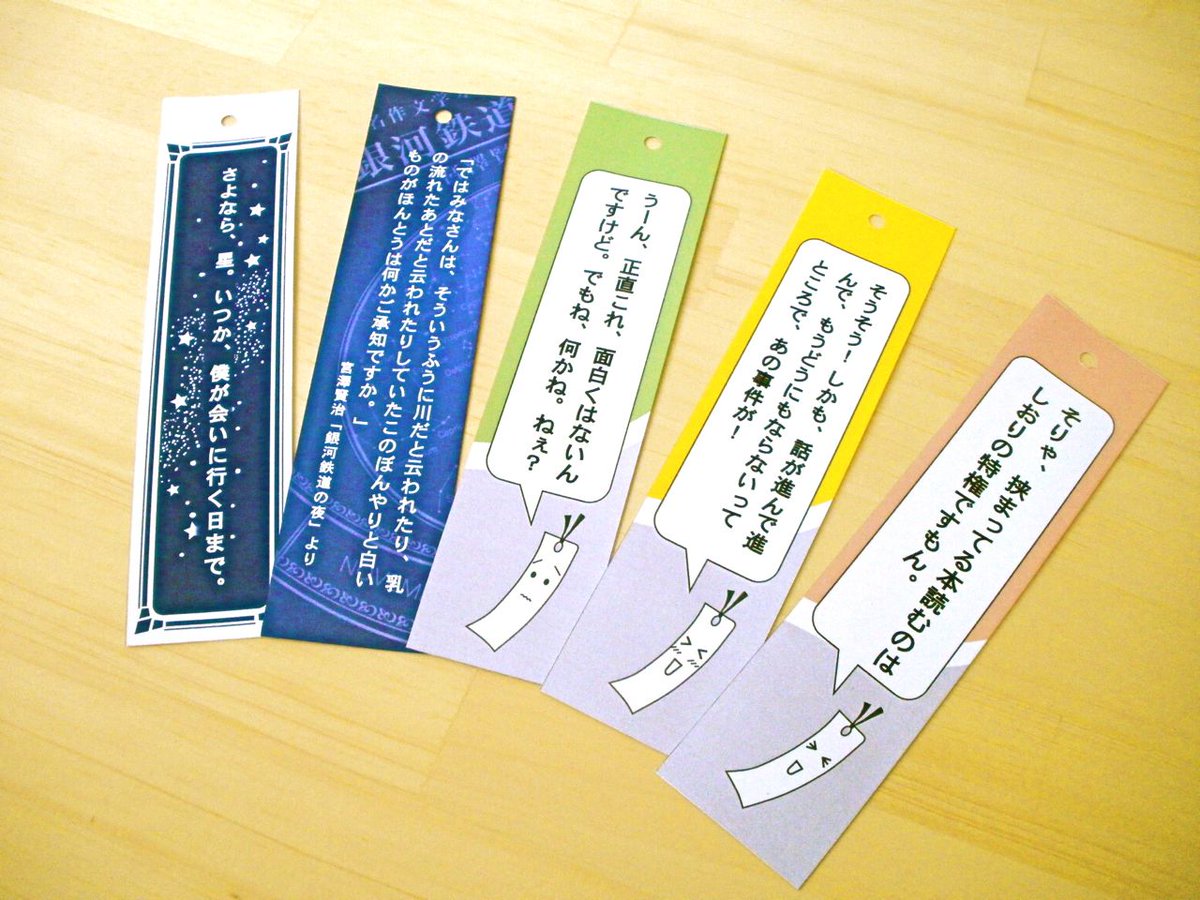 さよなら、星。いつか、僕が会いに行く日まで。
名作文学
銀河鉄道
「ではみなさんは、そういうふうに川だと云われたり、乳
の流れたあとだと云われたりしていたこのぼんやりと白い
ものがほんとうは何かご承知ですか。」
宮澤賢治「銀河鉄道の夜」より
うーん、正直これ、面白くはないん
ですけど。でもね、何かね。ねぇ?
そうそう!しかも、話が進んで進
んで、もうどうにもならないって
ところで、あの事件が!
そりゃ、挟まってる本読むのは
しおりの特権ですもん。